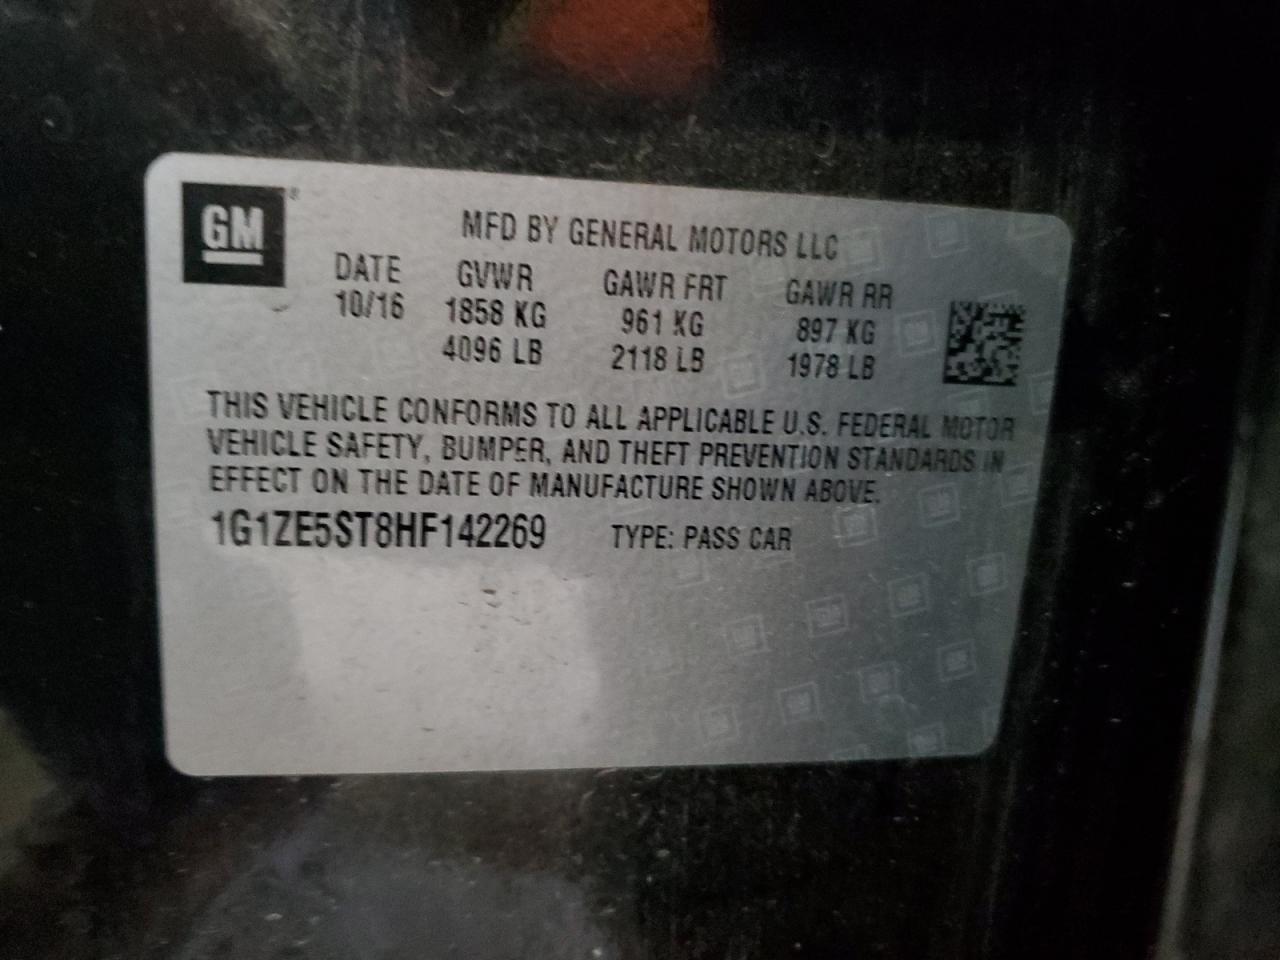 GM ®
MFD BY GENERAL MOTORS LLC
DATE GVWR GAWR FRT GAWR RR
10/16 1858 KG 961 KG 897 KG
4096 LB 2118 LB 1978 LB
THIS VEHICLE CONFORMS TO ALL APPLICABLE U.S. FEDERAL MOTOR
VEHICLE SAFETY, BUMPER, AND THEFT PREVENTION STANDARDS IN
EFFECT ON THE DATE OF MANUFACTURE SHOWN ABOVE.
1G1ZE5ST8HF142269 TYPE: PASS CAR